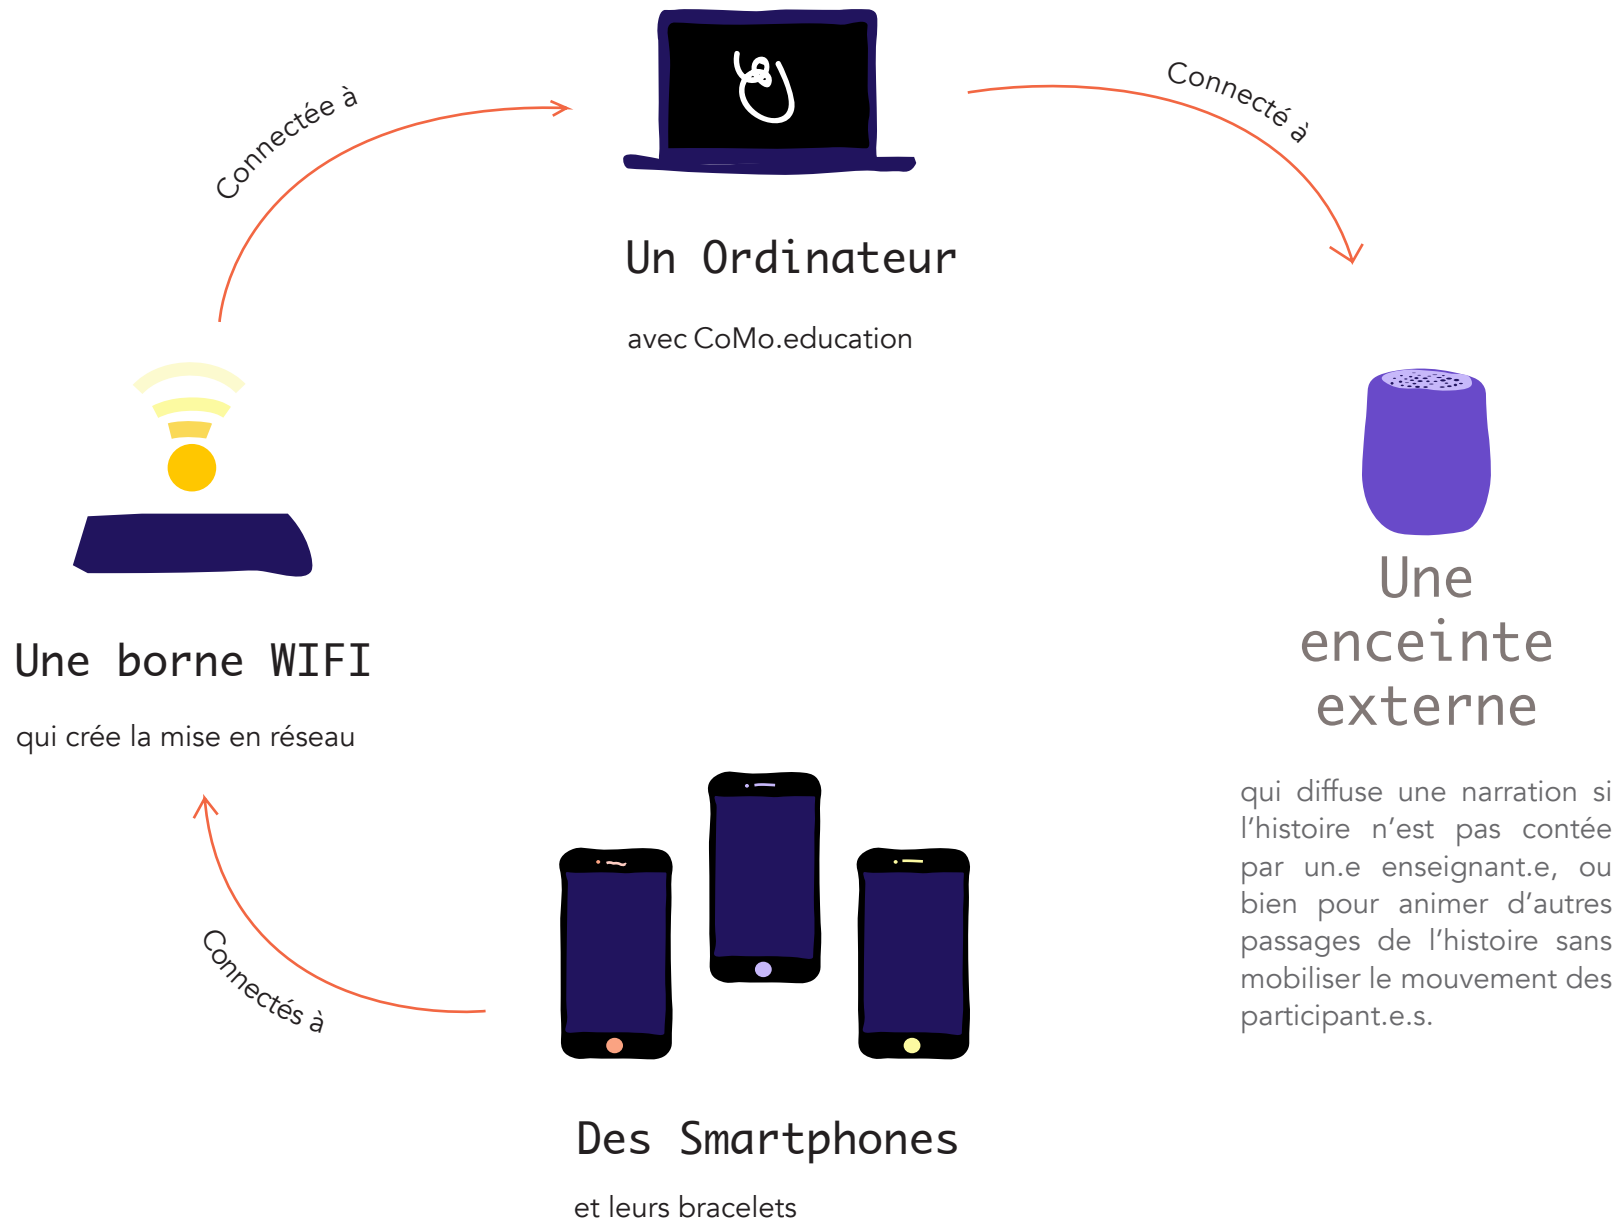 Connectée à
Connecté à
Un Ordinateur
avec CoMo.education
Une borne WIFI
qui crée la mise en réseau
Une
enceinte
externe
qui diffuse une narration si
l'histoire n'est pas contée
par un.e enseignant.e, ou
bien pour animer d'autres
passages de l'histoire sans
mobiliser le mouvement des
participant.e.s.
Connectés à
Des Smartphones
et leurs bracelets